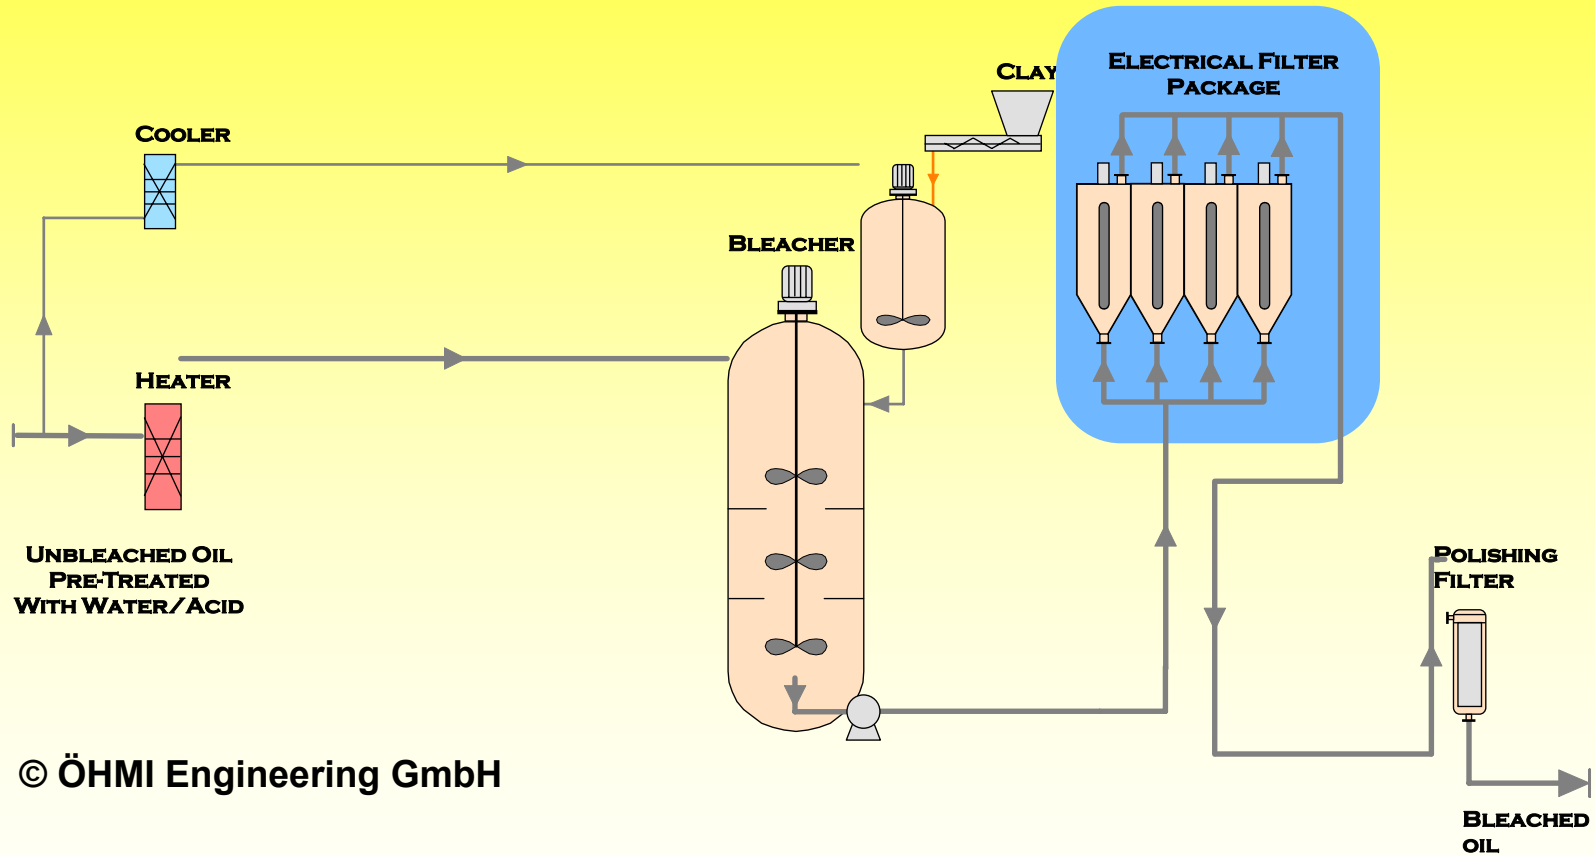 Clay
Electrical Filter
Package
Cooler
Bleacher
Heater
Unbleached Oil
Pre-Treated
With Water/Acid
Polishing
Filter
© ÖHMI Engineering GmbH
Bleached
oil